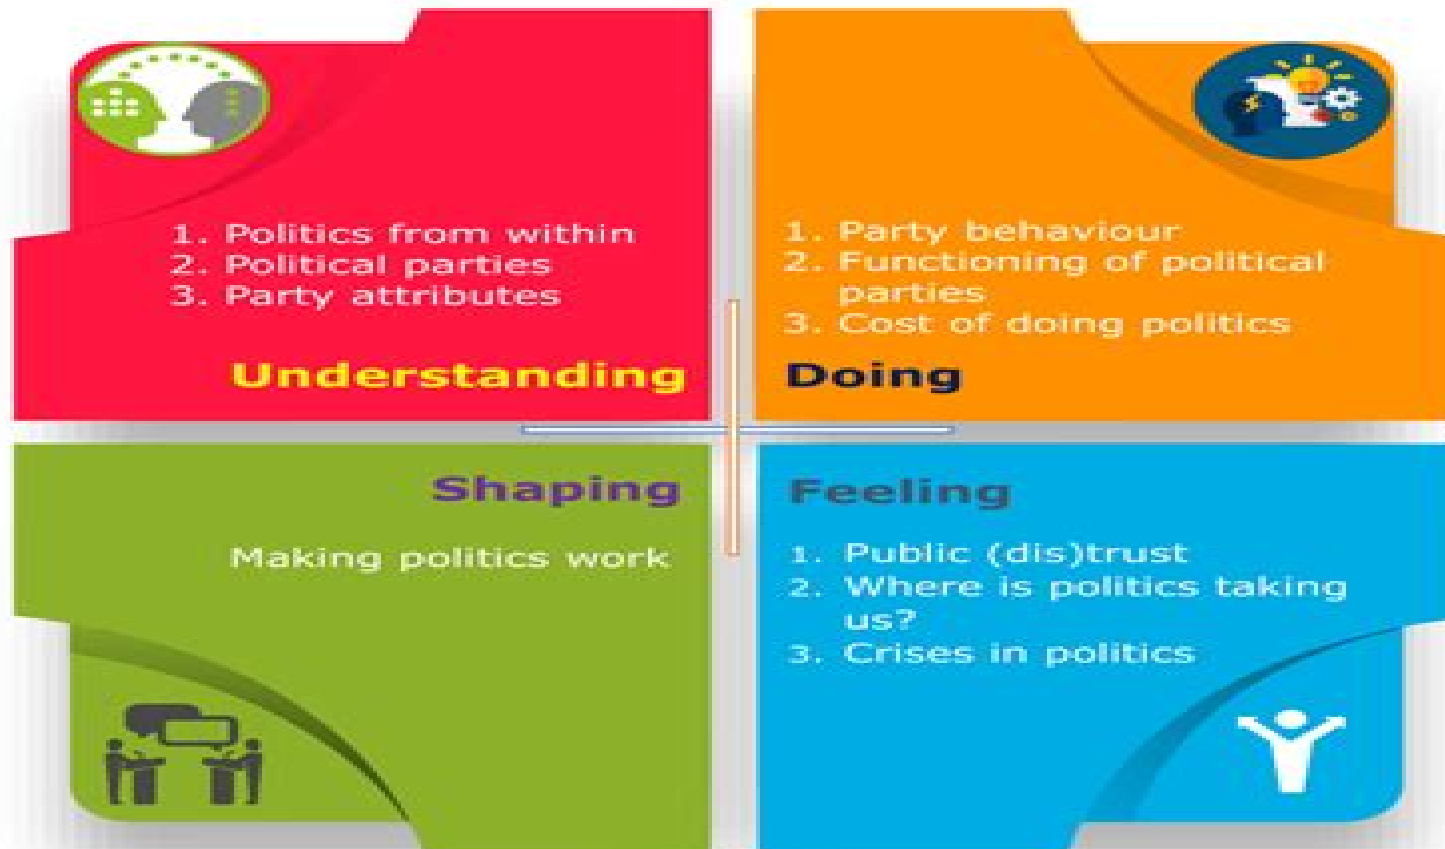 1. Politics from within
2. Political parties
3. Party attributes
Understanding
1. Party behaviour
2. Functioning of political
parties
3. Cost of doing politics
Doing
Shaping
Making politics work
Feeling
1. Public (dis)trust
2. Where is politics taking
us?
3. Crises in politics